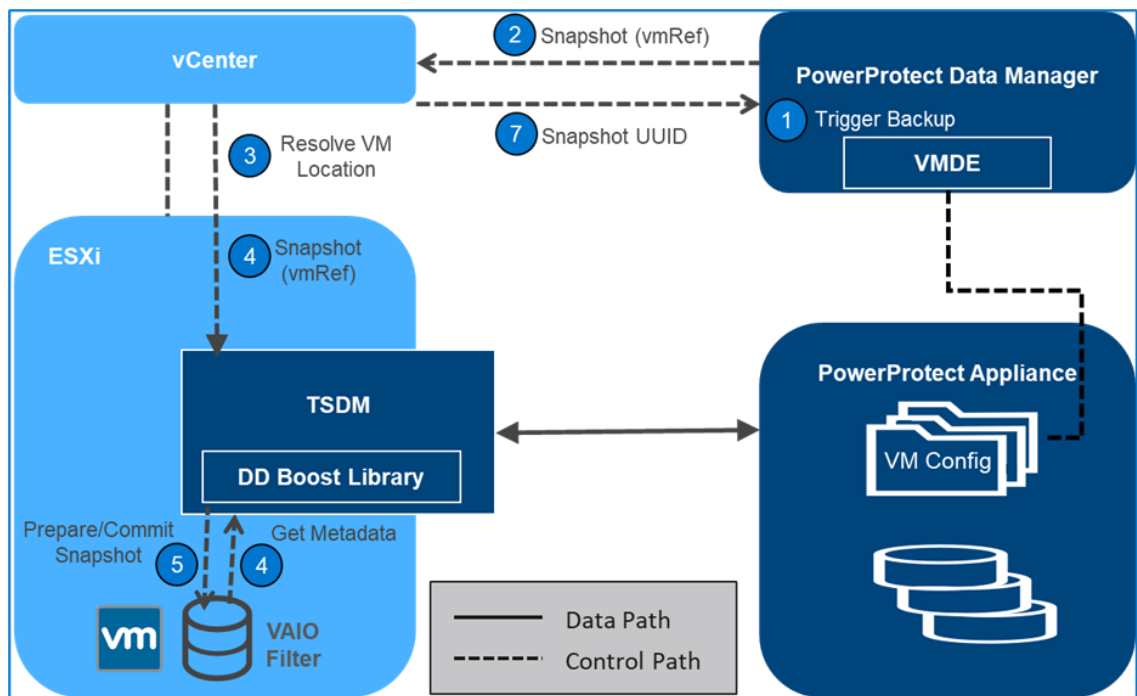 vCenter
2
Snapshot (vmRef)
7
Snapshot UUID
PowerProtect Data Manager
1
Trigger Backup
VMDE
3
Resolve VM
Location
ESXi
4
Snapshot
(vmRef)
TSDM
DD Boost Library
Prepare/Commit
Snapshot
5
4
Get Metadata
vm
VAIO
Filter
PowerProtect Appliance
VM Config
Data Path
Control Path